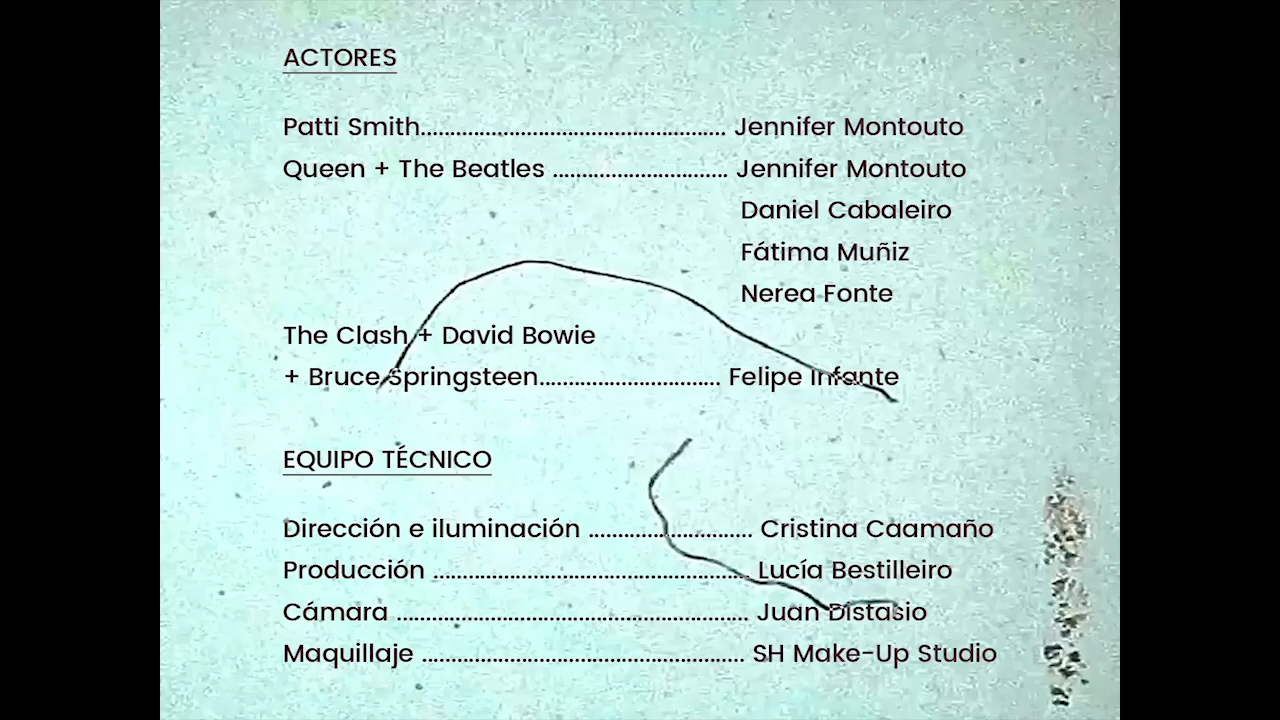 ACTORES
Patti Smith.................................................... Jennifer Montouto
Queen + The Beatles .............................. Jennifer Montouto
Daniel Cabaleiro
Fátima Muñiz
Nerea Fonte
The Clash + David Bowie
+ Bruce Springsteen............................... Felipe Infante
EQUIPO TÉCNICO
Dirección e iluminación ............................ Cristina Caamaño
Producción ...................................................... Lucía Bestilleiro
Cámara ............................................................ Juan Distasio
Maquillaje ....................................................... SH Make-Up Studio